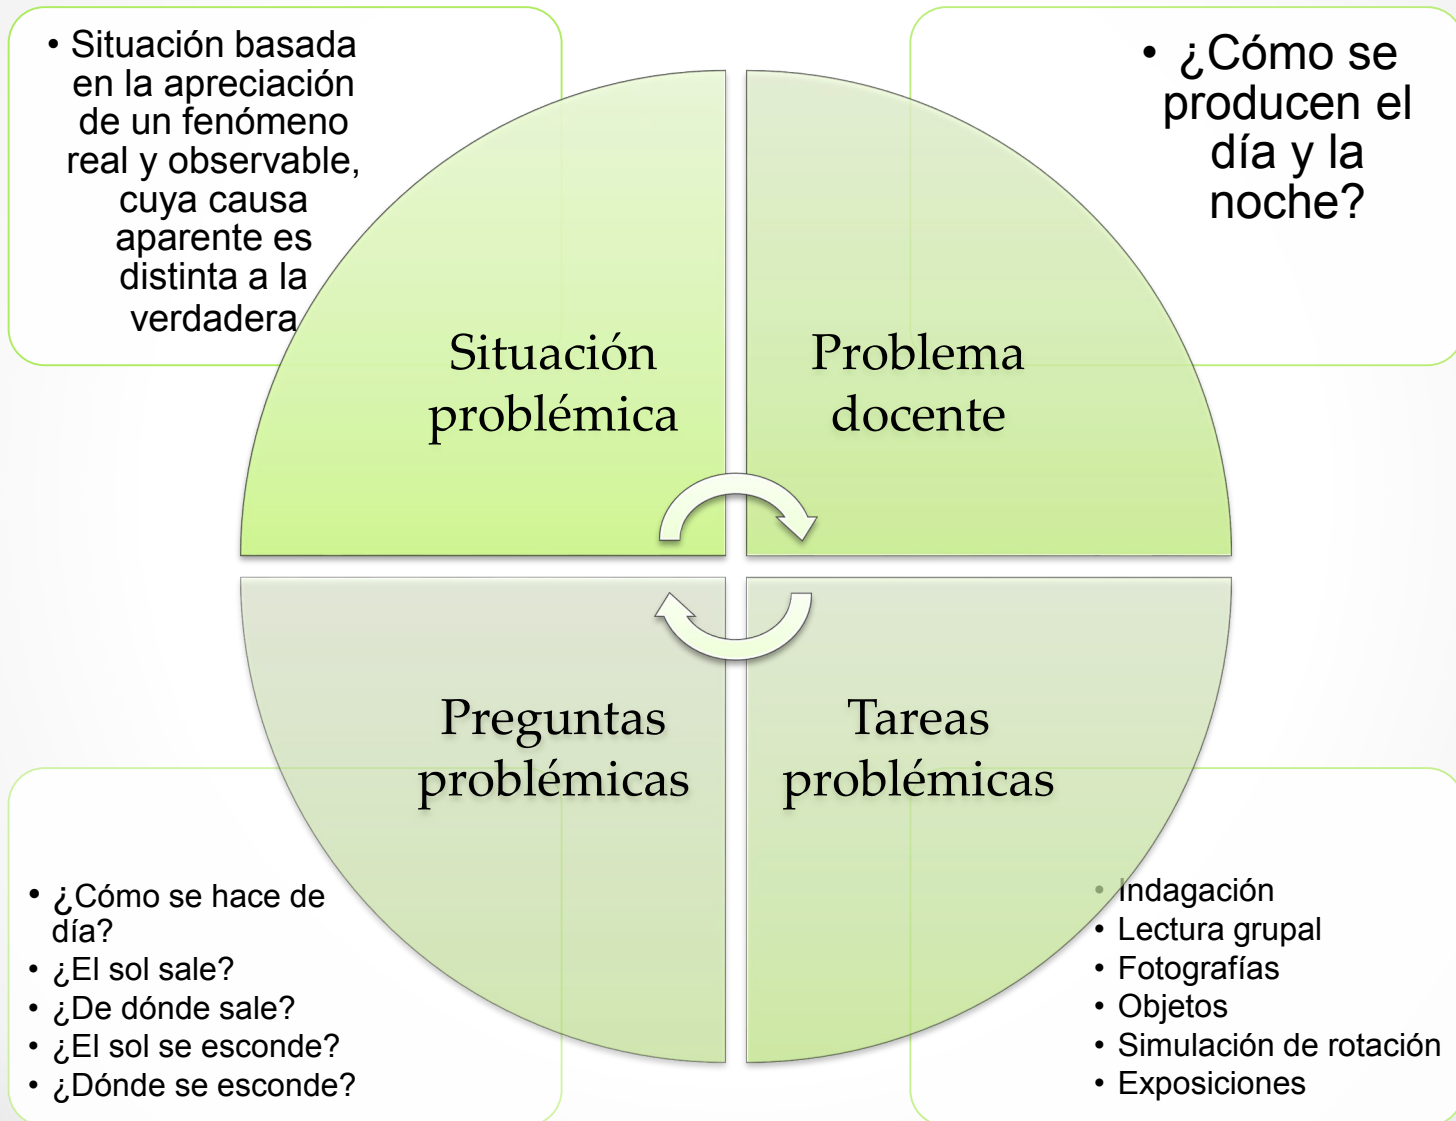 • Situación basada
en la apreciación
de un fenómeno
real y observable,
cuya causa
aparente es
distinta a la
verdadera
• ¿Cómo se
producen el
día y la
noche?
Situación
problémica
Problema
docente
Preguntas
problémicas
Tareas
problémicas
• ¿Cómo se hace de
día?
• ¿El sol sale?
• ¿De dónde sale?
• ¿El sol se esconde?
• ¿Dónde se esconde?
• Indagación
• Lectura grupal
• Fotografías
• Objetos
• Simulación de rotación
• Exposiciones